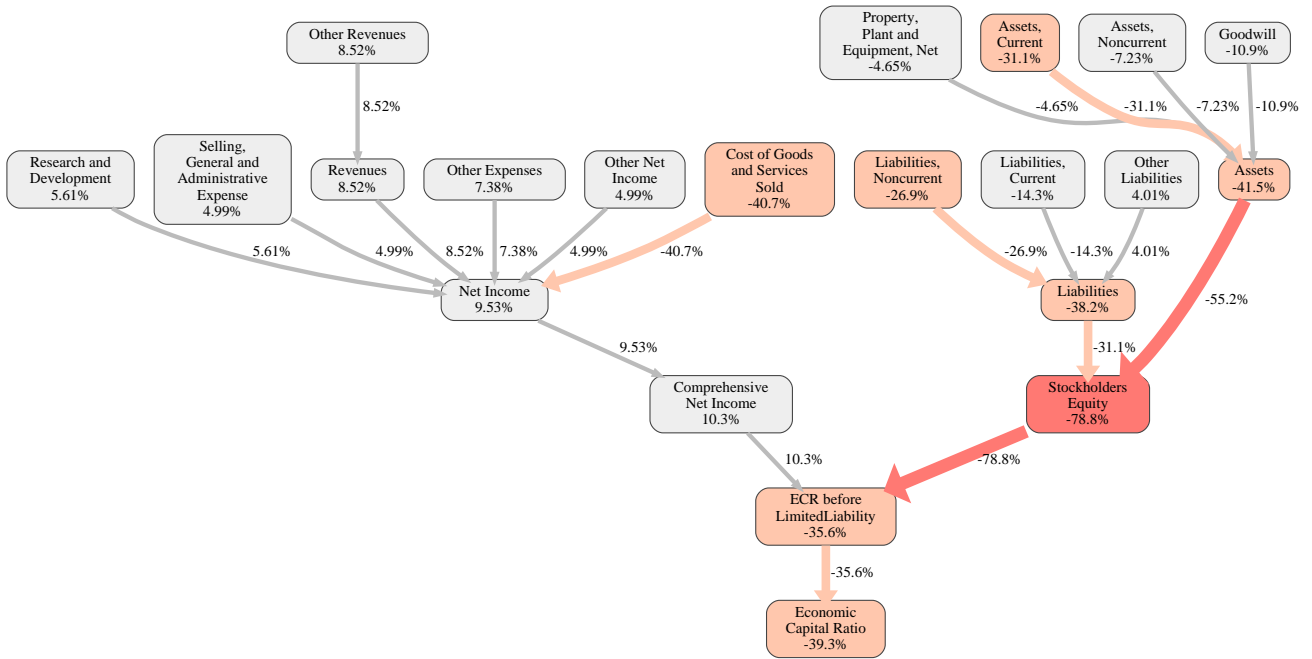 Other Revenues
8.52%
Property,
Plant and
Equipment, Net
-4.65%
Assets,
Current
-31.1%
Assets,
Noncurrent
-7.23%
Goodwill
-10.9%
8.52%
-4.65%
-31.1%
-7.23%
-10.9%
Research and
Development
5.61%
Selling,
General and
Administrative
Expense
4.99%
Revenues
8.52%
Other Expenses
7.38%
Other Net
Income
4.99%
Cost of Goods
and Services
Sold
-40.7%
Liabilities,
Noncurrent
-26.9%
Liabilities,
Current
-14.3%
Other
Liabilities
4.01%
Assets
-41.5%
5.61%
4.99%
8.52%
7.38%
4.99%
-40.7%
-26.9%
-14.3%
4.01%
-55.2%
Net Income
9.53%
Liabilities
-38.2%
9.53%
-31.1%
Comprehensive
Net Income
10.3%
Stockholders
Equity
-78.8%
10.3%
-78.8%
ECR before
LimitedLiability
-35.6%
-35.6%
Economic
Capital Ratio
-39.3%